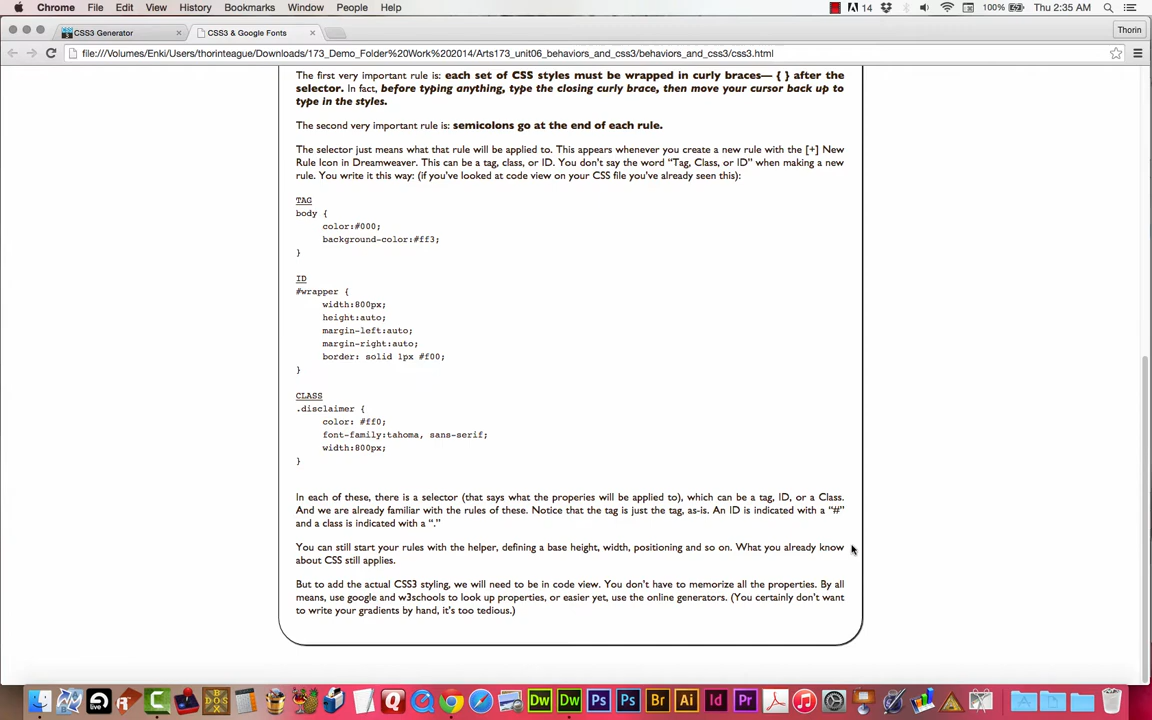 Chrome File Edit View History Bookmarks Window People Help 14 100% Thu 2:35 AM
CSS3 Generator CSS3 & Google Fonts Thorin
file:///Volumes/Enki/Users/thorinteague/Downloads/173_Demo_Folder%20Work%202014/Arts173_unit06_behaviors_and_css3/behaviors_and_css3/css3.html
The first very important rule is: each set of CSS styles must be wrapped in curly braces— { } after the
selector. In fact, before typing anything, type the closing curly brace, then move your cursor back up to
type in the styles.
The second very important rule is: semicolons go at the end of each rule.
The selector just means what that rule will be applied to. This appears whenever you create a new rule with the [+] New
Rule Icon in Dreamweaver. This can be a tag, class, or ID. You don't say the word “Tag, Class, or ID” when making a new
rule. You write it this way: (if you've looked at code view on your CSS file you've already seen this):
TAG
body {
color:#000;
background-color:#ff3;
}
ID
#wrapper {
width:800px;
height:auto;
margin-left:auto;
margin-right:auto;
border: solid 1px #f00;
}
CLASS
.disclaimer {
color: #ff0;
font-family:tahoma, sans-serif;
width:800px;
}
In each of these, there is a selector (that says what the properies will be applied to), which can be a tag, ID, or a Class.
And we are already familiar with the rules of these. Notice that the tag is just the tag, as-is. An ID is indicated with a “#”
and a class is indicated with a “.”
You can still start your rules with the helper, defining a base height, width, positioning and so on. What you already know
about CSS still applies.
But to add the actual CSS3 styling, we will need to be in code view. You don't have to memorize all the properties. By all
means, use google and w3schools to look up properties, or easier yet, use the online generators. (You certainly don't want
to write your gradients by hand, it's too tedious.)
live DOS Dw Dw Ps Ps Br Ai Id Pr